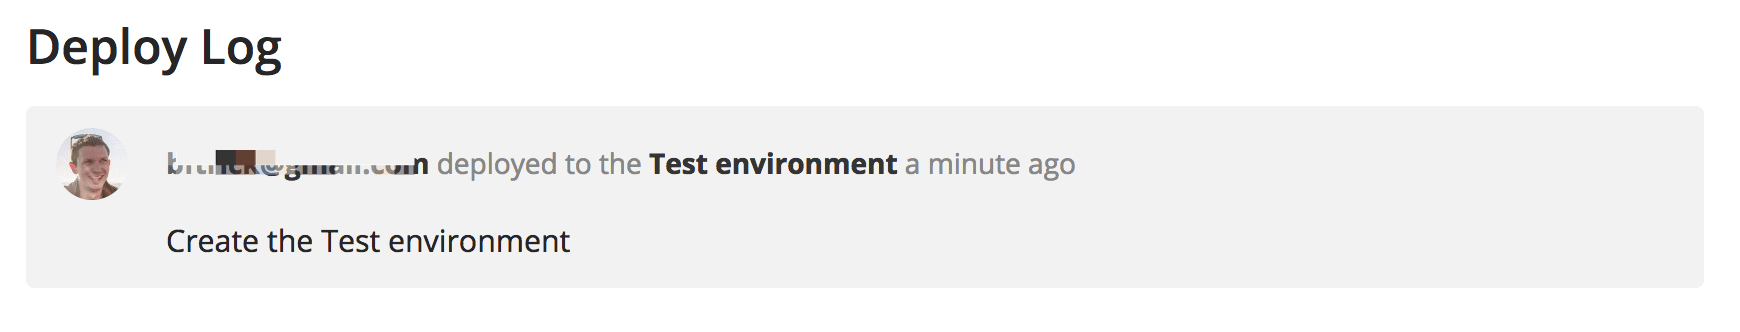 Deploy Log
deployed to the Test environment a minute ago
Create the Test environment